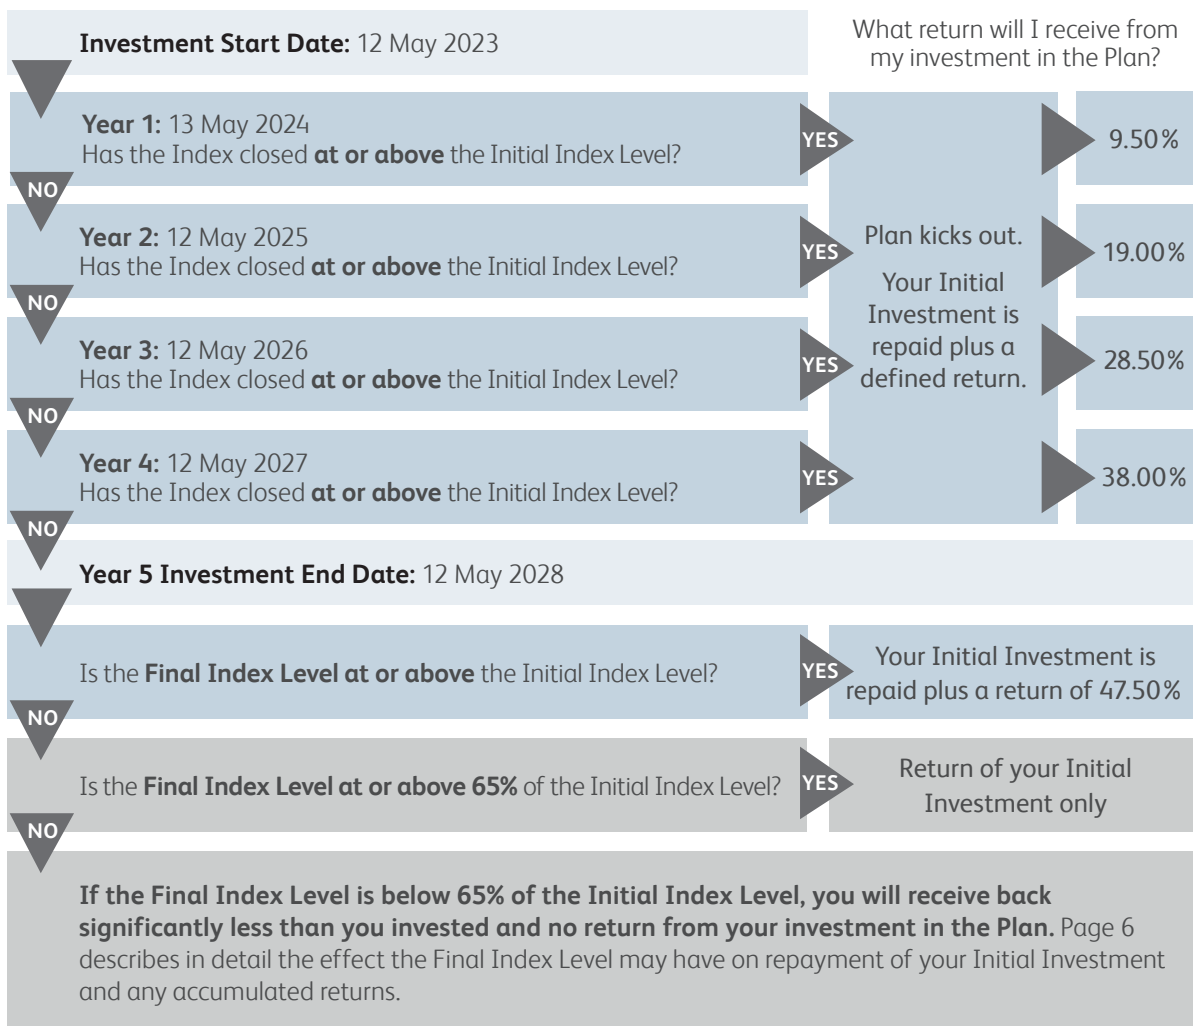 Investment Start Date: 12 May 2023
What return will I receive from
my investment in the Plan?
Year 1: 13 May 2024
Has the Index closed at or above the Initial Index Level?
YES
9.50%
NO
Year 2: 12 May 2025
Has the Index closed at or above the Initial Index Level?
YES
Plan kicks out.
Your Initial
Investment is
repaid plus a
defined return.
19.00%
NO
Year 3: 12 May 2026
Has the Index closed at or above the Initial Index Level?
YES
28.50%
NO
Year 4: 12 May 2027
Has the Index closed at or above the Initial Index Level?
YES
38.00%
NO
Year 5 Investment End Date: 12 May 2028
Is the Final Index Level at or above the Initial Index Level?
YES
Your Initial Investment is
repaid plus a return of 47.50%
NO
Is the Final Index Level at or above 65% of the Initial Index Level?
YES
Return of your Initial
Investment only
NO
If the Final Index Level is below 65% of the Initial Index Level, you will receive back
significantly less than you invested and no return from your investment in the Plan. Page 6
describes in detail the effect the Final Index Level may have on repayment of your Initial Investment
and any accumulated returns.